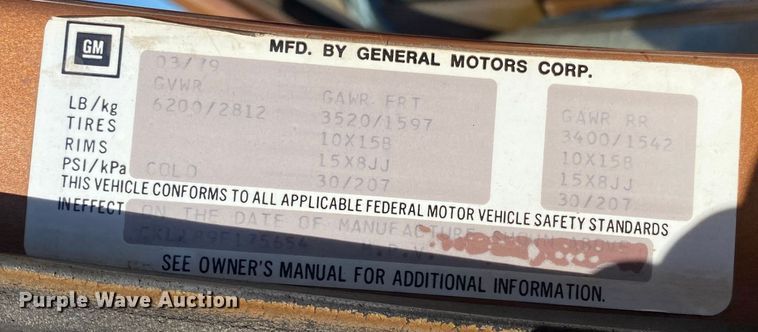 GM
MFD. BY GENERAL MOTORS CORP.
03/79
GVWR GAWR FRT GAWR RR
LB/kg 6200/2812 3520/1597 3400/1542
TIRES 10X15B 10X15B
RIMS 15X8JJ 15X8JJ
PSI/kPa COLD 30/207 30/207
THIS VEHICLE CONFORMS TO ALL APPLICABLE FEDERAL MOTOR VEHICLE SAFETY STANDARDS
IN EFFECT ON THE DATE OF MANUFACTURE SHOWN ABOVE
M.P.V.
SEE OWNER'S MANUAL FOR ADDITIONAL INFORMATION.
Purple Wave Auction